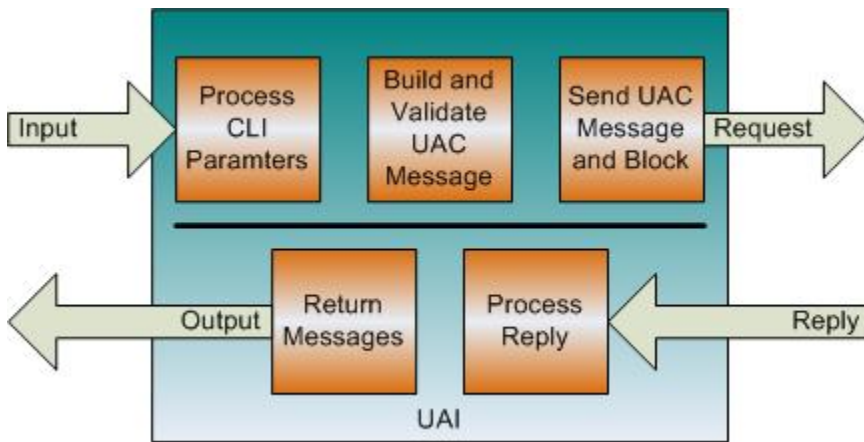 Input
Process
CLI
Paramters
Build and
Validate
UAC
Message
Send UAC
Message
and Block
Request
Output
Return
Messages
Process
Reply
Reply
UAI